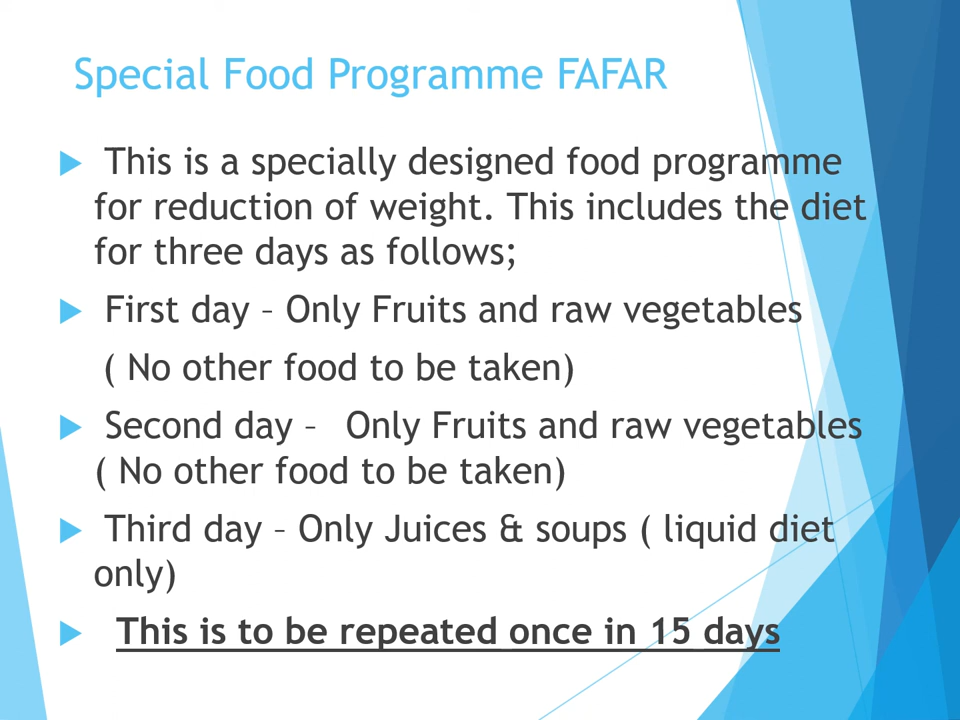 Special Food Programme FAFAR
This is a specially designed food programme
for reduction of weight. This includes the diet
for three days as follows;
First day – Only Fruits and raw vegetables
( No other food to be taken)
Second day – Only Fruits and raw vegetables
( No other food to be taken)
Third day – Only Juices & soups ( liquid diet
only)
This is to be repeated once in 15 days